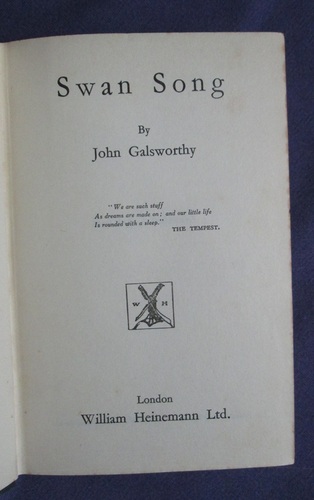 Swan Song
By
John Galsworthy
"We are such stuff
As dreams are made on; and our little life
Is rounded with a sleep."
THE TEMPEST.
W H
London
William Heinemann Ltd.